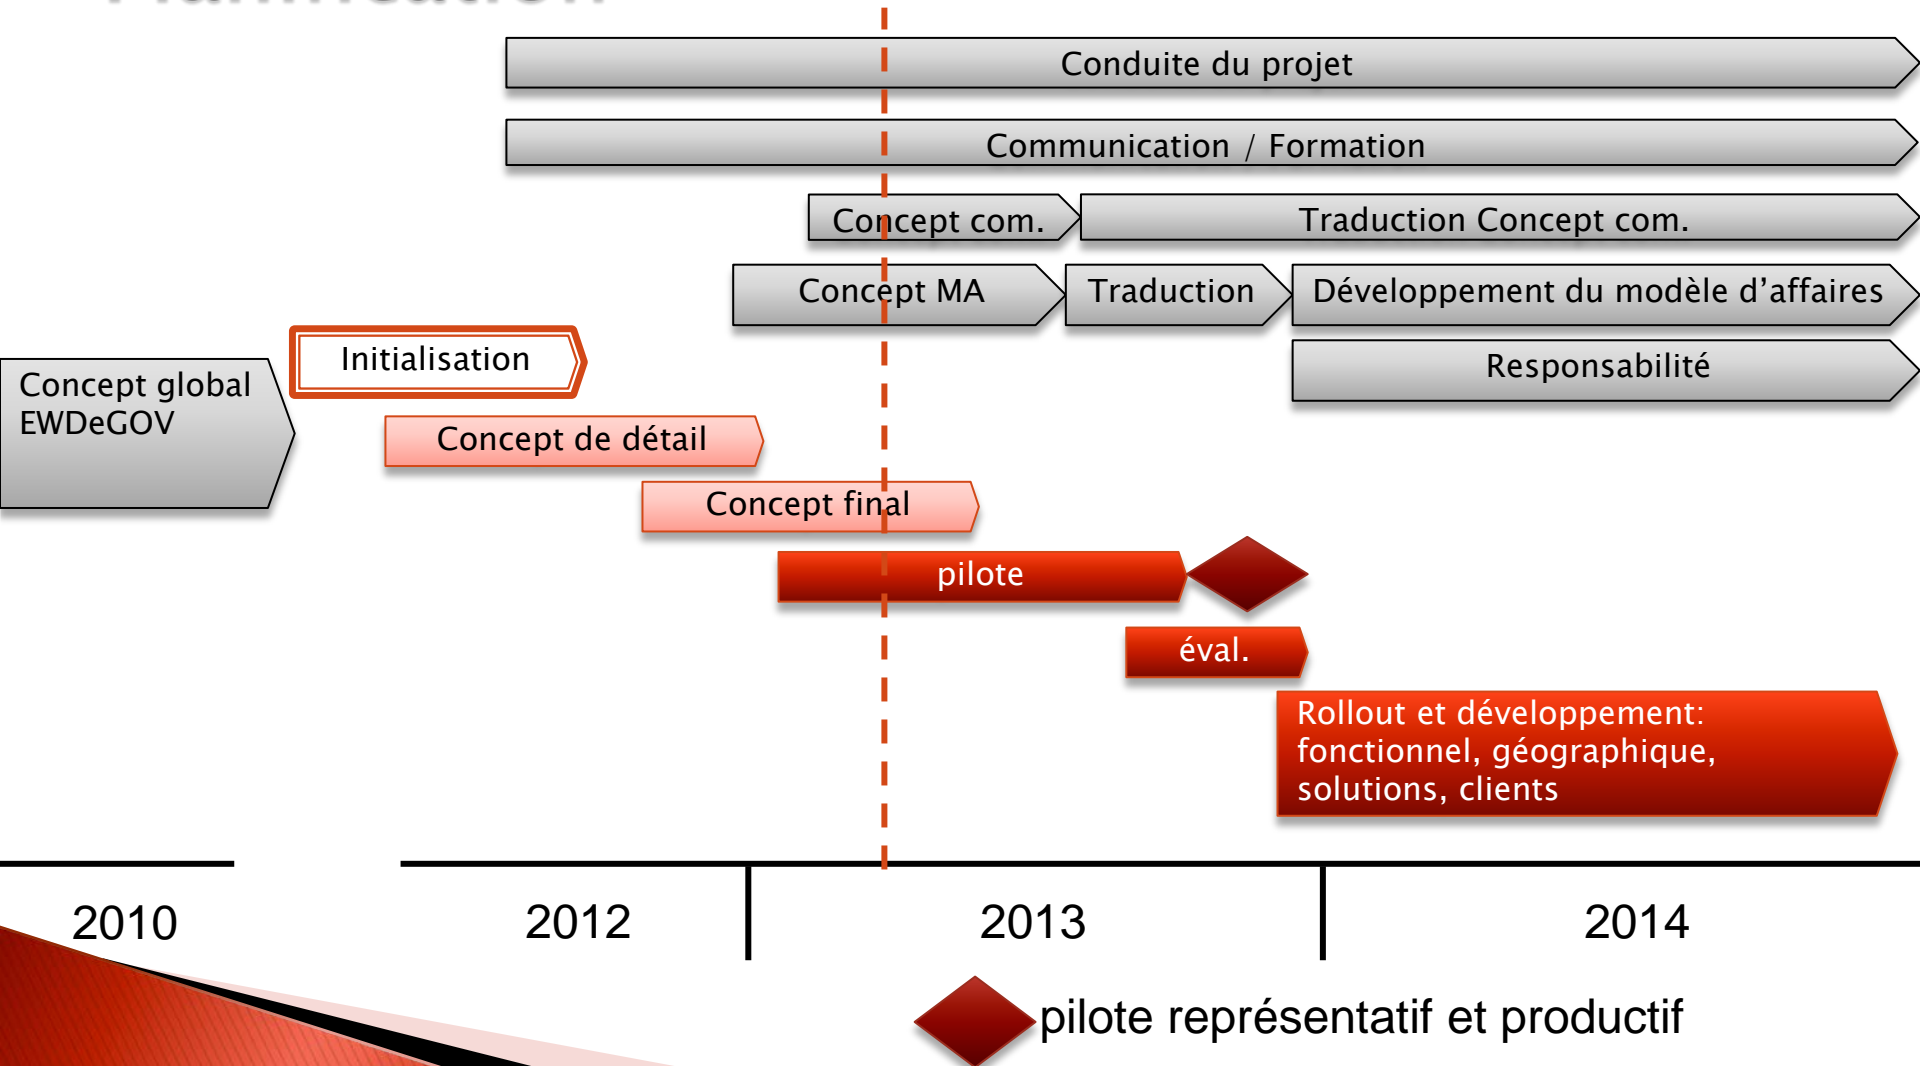 Conduite du projet
Communication / Formation
Concept com.
Traduction Concept com.
Concept MA
Traduction
Développement du modèle d’affaires
Initialisation
Responsabilité
Concept global
EWDeGOV
Concept de détail
Concept final
pilote
éval.
Rollout et développement:
fonctionnel, géographique,
solutions, clients
2010
2012
2013
2014
pilote représentatif et productif